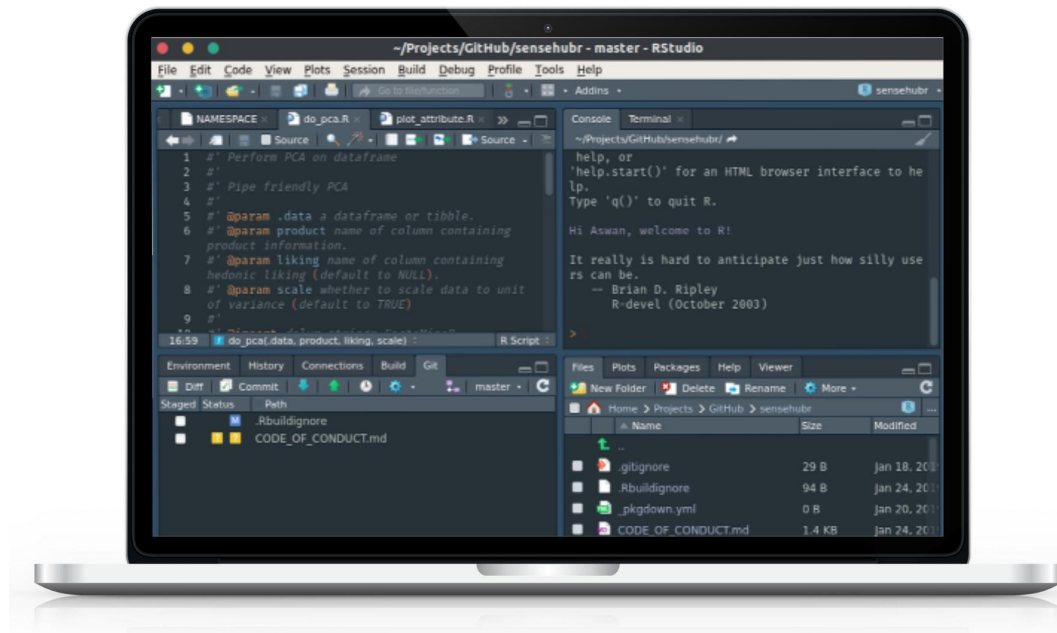 ~/Projects/GitHub/sensehubr - master - RStudio
File Edit Code View Plots Session Build Debug Profile Tools Help
Go to file/function Addins sensehubr
NAMESPACE do_pca.R plot_attribute.R
Source Source
1 #' Perform PCA on dataframe
2 #'
3 #' Pipe friendly PCA
4 #'
5 #' @param .data a dataframe or tibble.
6 #' @param product name of column containing
product information.
7 #' @param liking name of column containing
hedonic liking (default to NULL).
8 #' @param scale whether to scale data to unit
of variance (default to TRUE)
9 #'
16:59 do_pca(.data, product, liking, scale) R Script
Console Terminal
~/Projects/GitHub/sensehubr/
help, or
'help.start()' for an HTML browser interface to he
lp.
Type 'q()' to quit R.
Hi Aswan, welcome to R!
It really is hard to anticipate just how silly use
rs can be.
-- Brian D. Ripley
R-devel (October 2003)
>
Environment History Connections Build Git
Diff Commit master
Staged Status Path
M .Rbuildignore
? ? CODE_OF_CONDUCT.md
Files Plots Packages Help Viewer
New Folder Delete Rename More
Home > Projects > GitHub > sensehubr ...
Name Size Modified
..
.gitignore 29 B Jan 18, 201
.Rbuildignore 94 B Jan 24, 201
_pkgdown.yml 0 B Jan 20, 201
CODE_OF_CONDUCT.md 1.4 KB Jan 24, 201